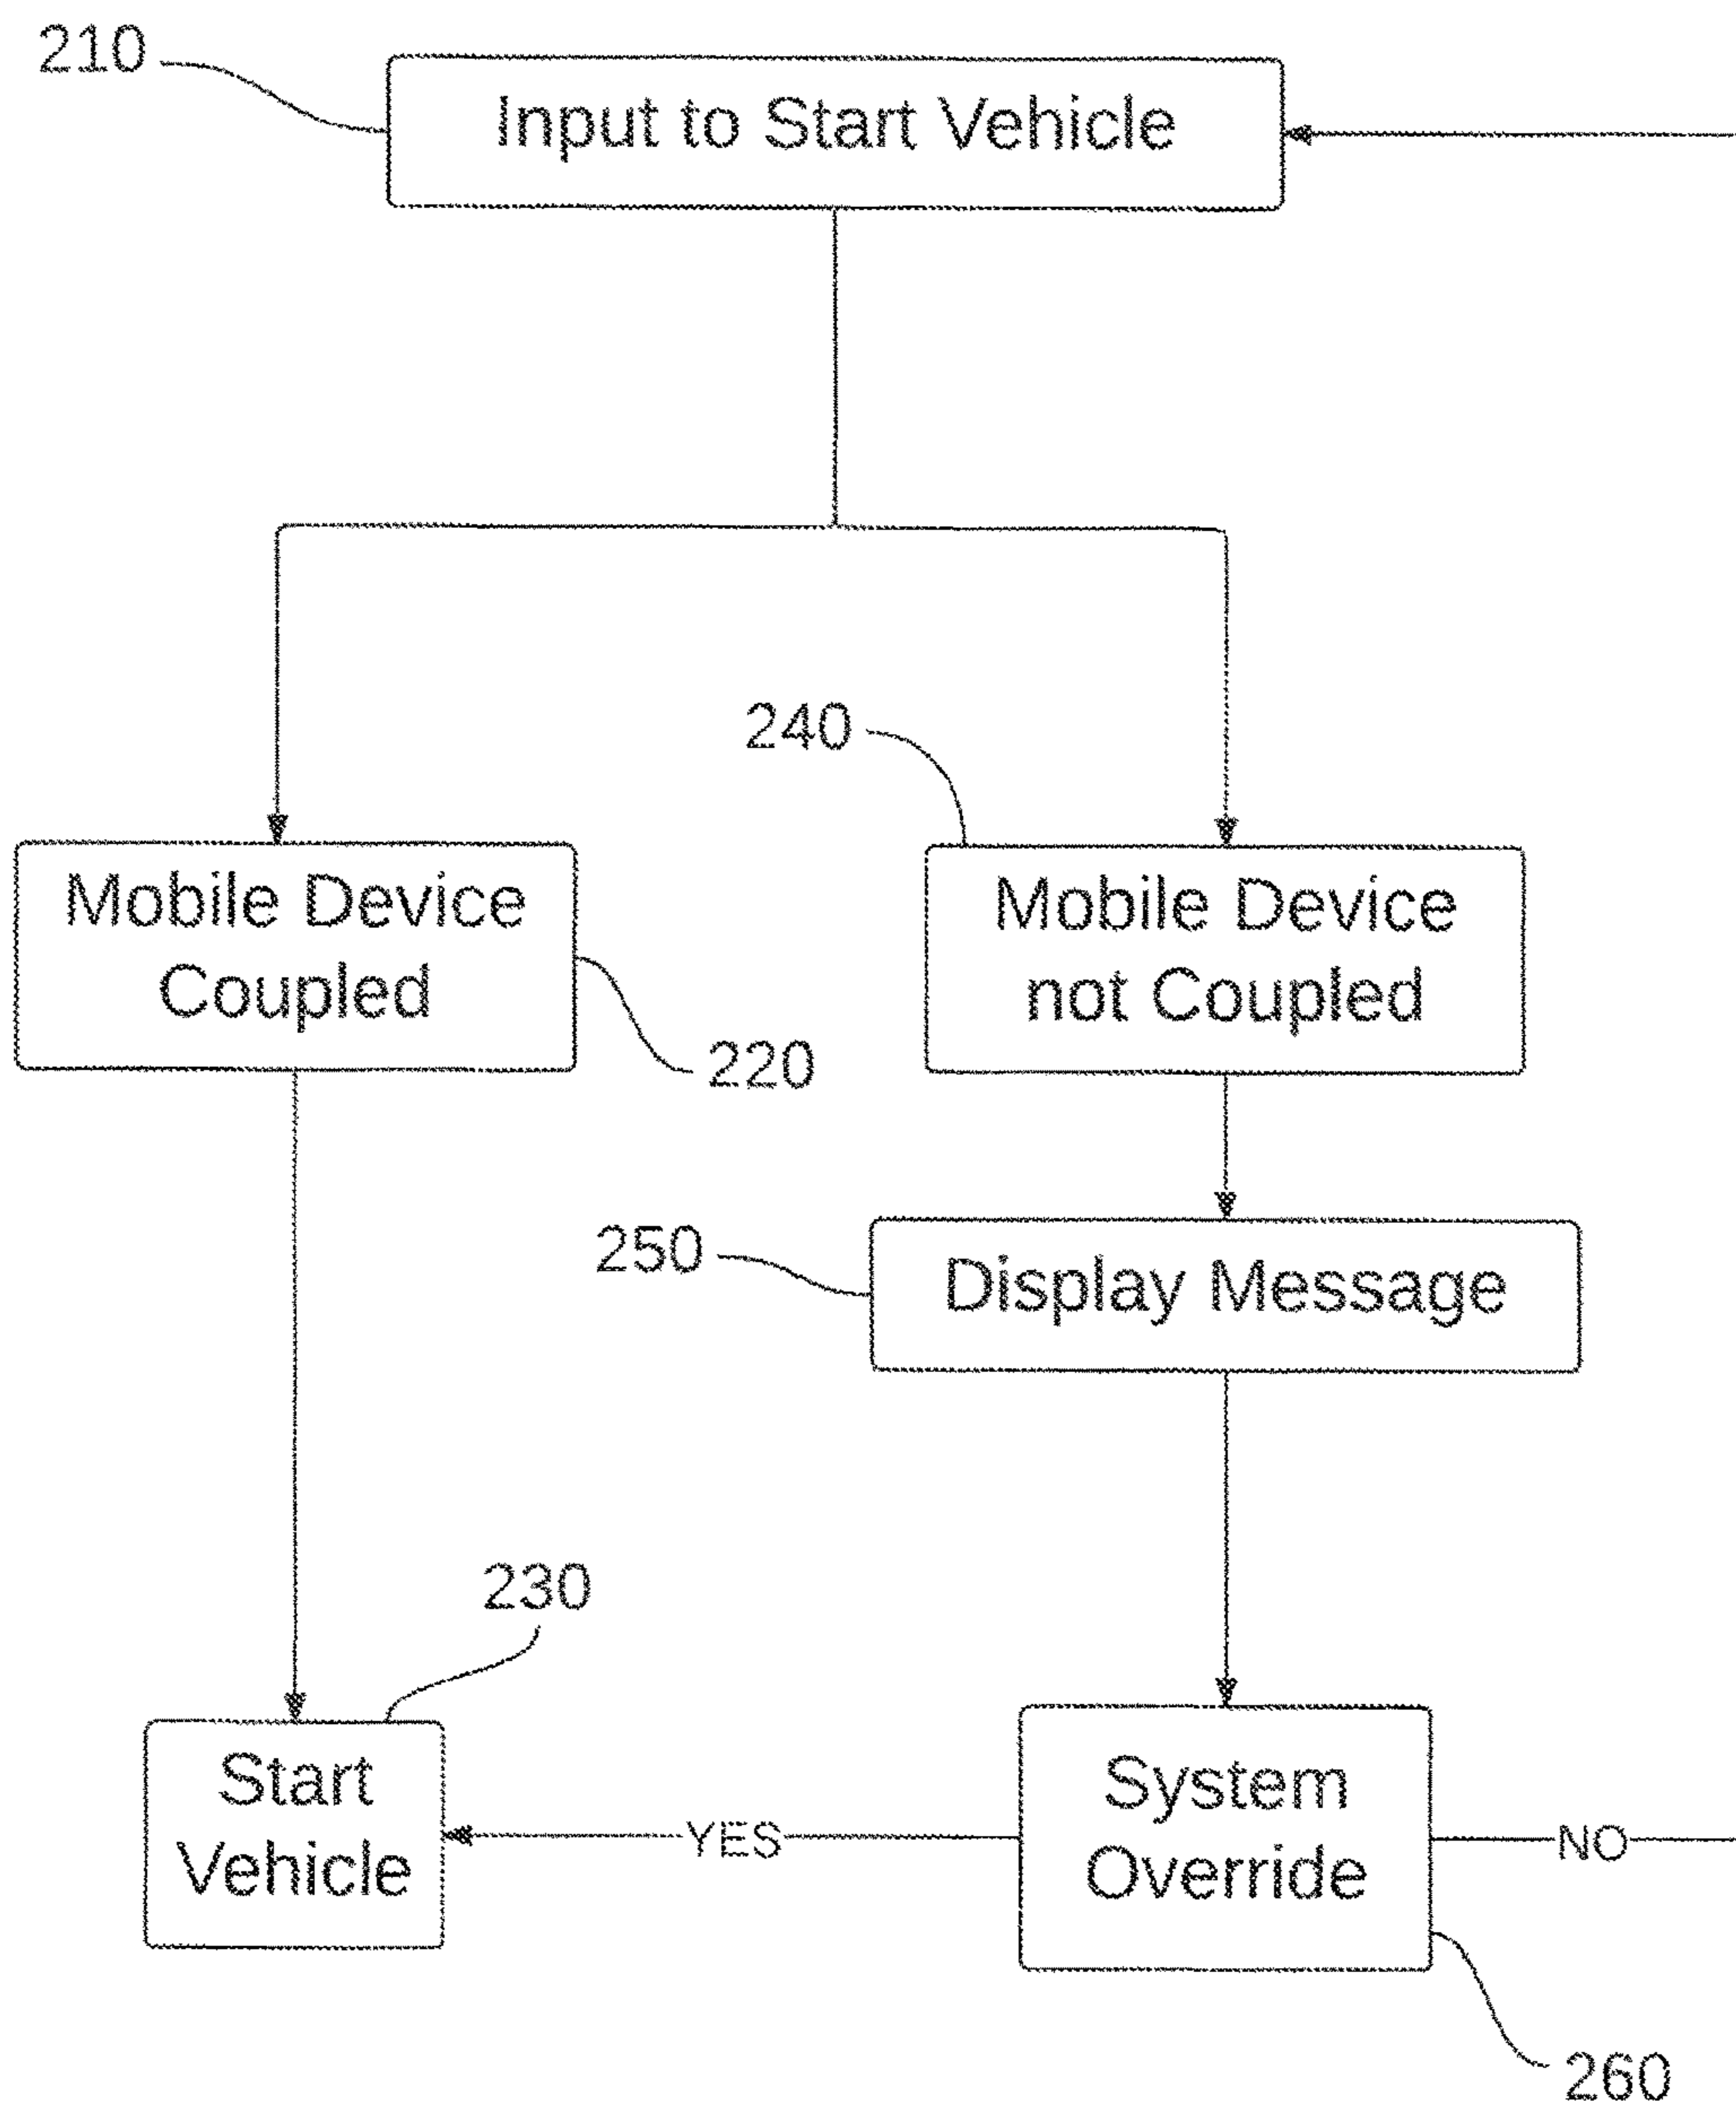 210
Input to Start Vehicle
240
Mobile Device
Coupled
Mobile Device
not Coupled
220
250
Display Message
230
Start
Vehicle
YES
System
Override
NO
260